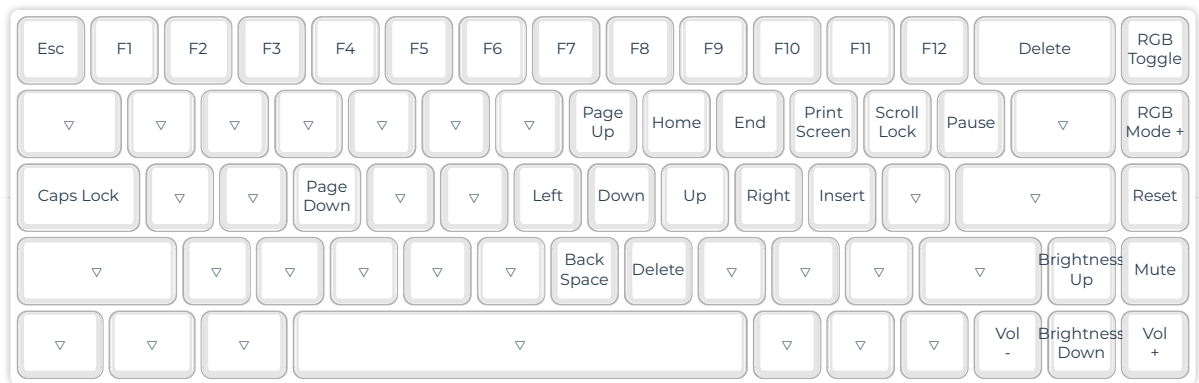 Esc F1 F2 F3 F4 F5 F6 F7 F8 F9 F10 F11 F12 Delete RGB Toggle
▽ ▽ ▽ ▽ ▽ ▽ ▽ Page Up Home End Print Screen Scroll Lock Pause ▽ RGB Mode +
Caps Lock ▽ ▽ Page Down ▽ ▽ Left Down Up Right Insert ▽ ▽ Reset
▽ ▽ ▽ ▽ ▽ ▽ Back Space Delete ▽ ▽ ▽ ▽ Brightness Up Mute
▽ ▽ ▽ ▽ ▽ ▽ ▽ Vol - Brightness Down Vol +